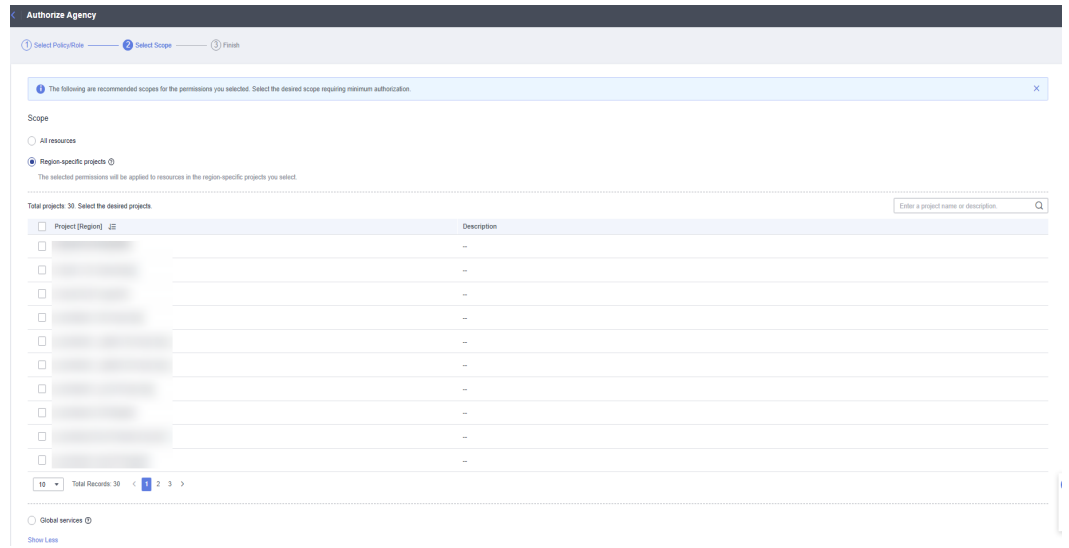 Authorize Agency
1 Select Policy/Role 2 Select Scope 3 Finish
The following are recommended scopes for the permissions you selected. Select the desired scope requiring minimum authorization.
Scope
All resources
Region-specific projects
The selected permissions will be applied to resources in the region-specific projects you select.
Total projects: 30. Select the desired projects. Enter a project name or description.
Project [Region] Description
--
--
--
--
--
--
--
--
--
--
10 Total Records: 30 < 1 2 3 >
Global services
Show Less